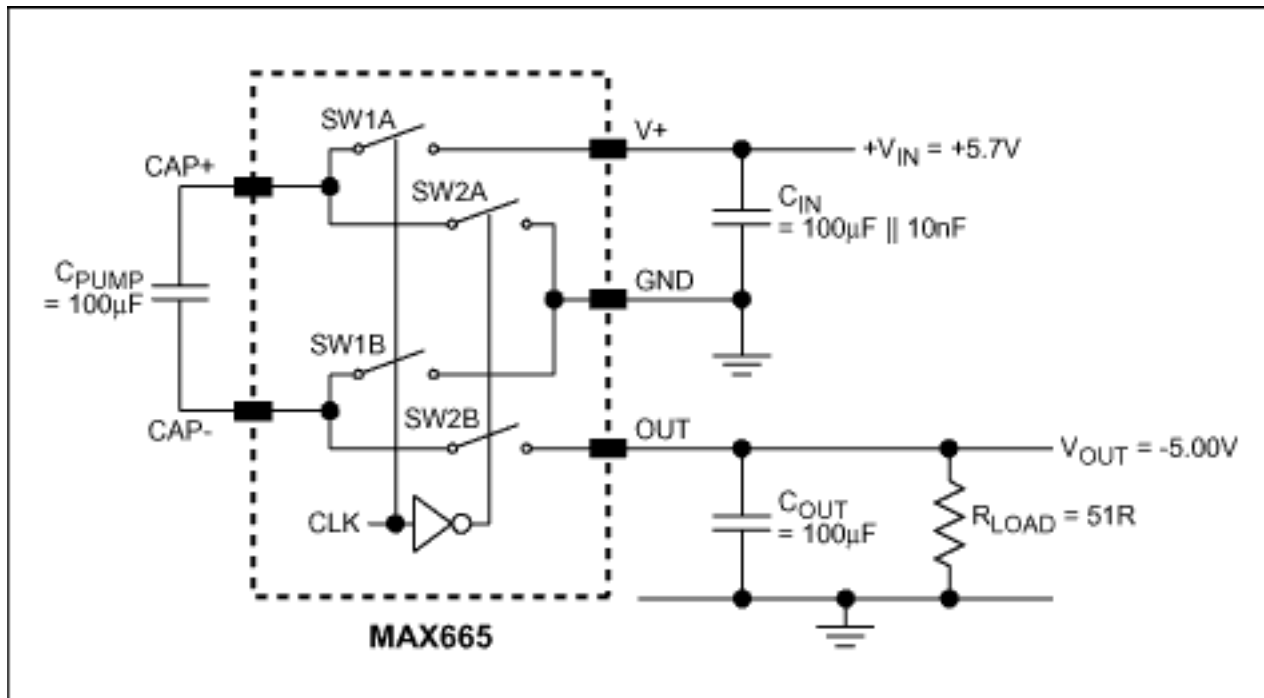 SW1A
V+
+VIN = +5.7V
CAP+
SW2A
CIN
= 100µF || 10nF
CPUMP
= 100µF
GND
SW1B
CAP-
SW2B
OUT
VOUT = -5.00V
CLK
COUT
= 100µF
RLOAD = 51R
MAX665